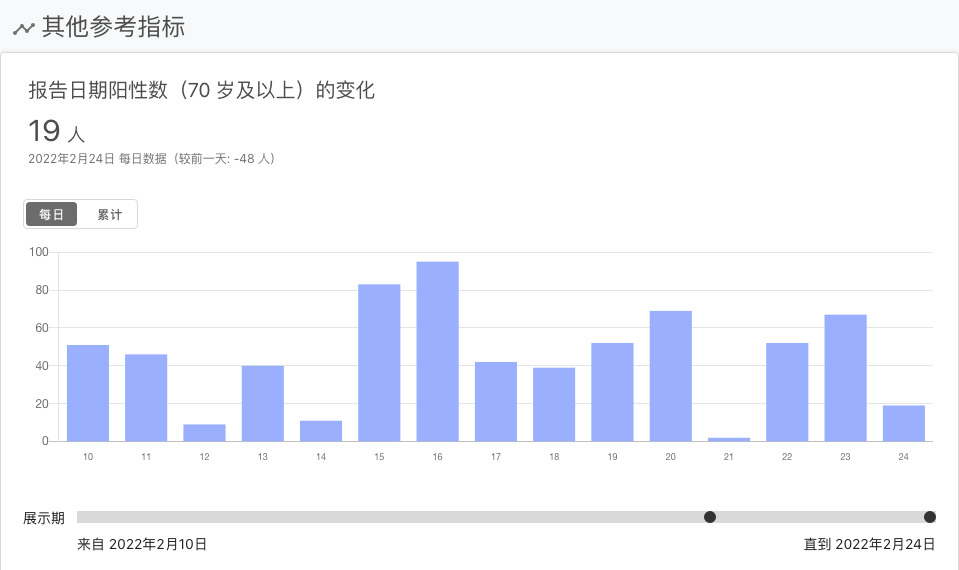 其他参考指标
报告日期阳性数（70 岁及以上）的变化
19 人
2022年2月24日 每日数据（较前一天: -48 人）
每日 累计
100
80
60
40
20
0
10 11 12 13 14 15 16 17 18 19 20 21 22 23 24
展示期
来自 2022年2月10日 直到 2022年2月24日